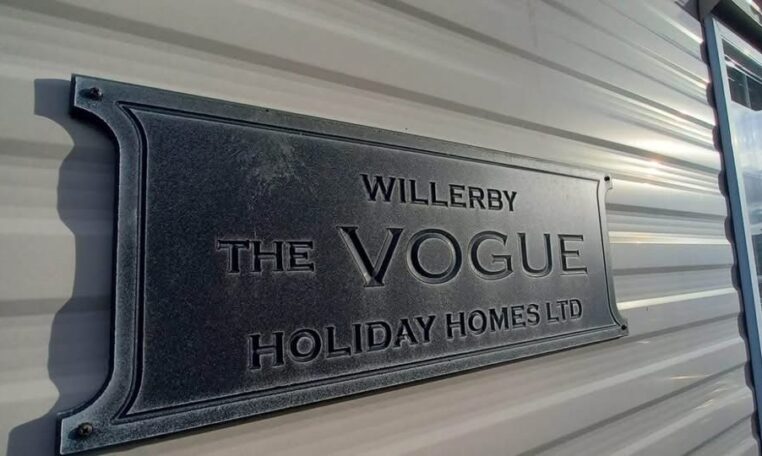 WILLERBY
THE VOGUE
HOLIDAY HOMES LTD